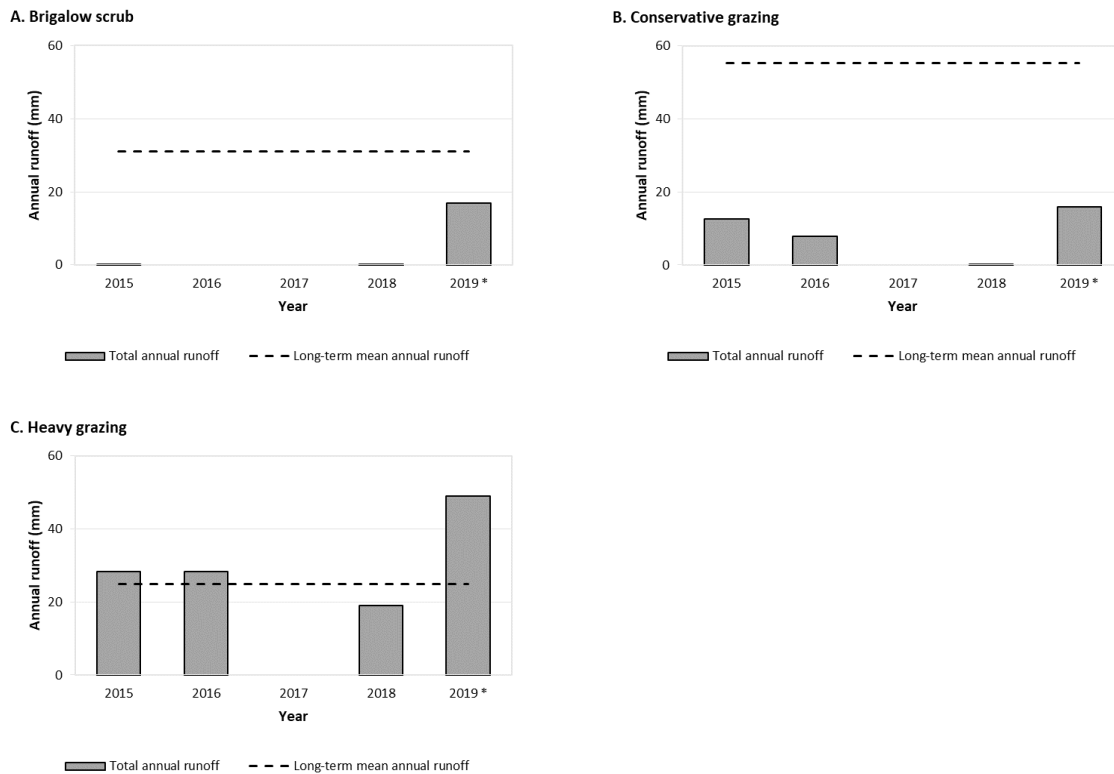 A. Brigalow scrub
Annual runoff (mm)
60
40
20
0
2015 2016 2017 2018 2019 *
Year
Total annual runoff Long-term mean annual runoff
B. Conservative grazing
Annual runoff (mm)
60
40
20
0
2015 2016 2017 2018 2019 *
Year
Total annual runoff Long-term mean annual runoff
C. Heavy grazing
Annual runoff (mm)
60
40
20
0
2015 2016 2017 2018 2019 *
Year
Total annual runoff Long-term mean annual runoff